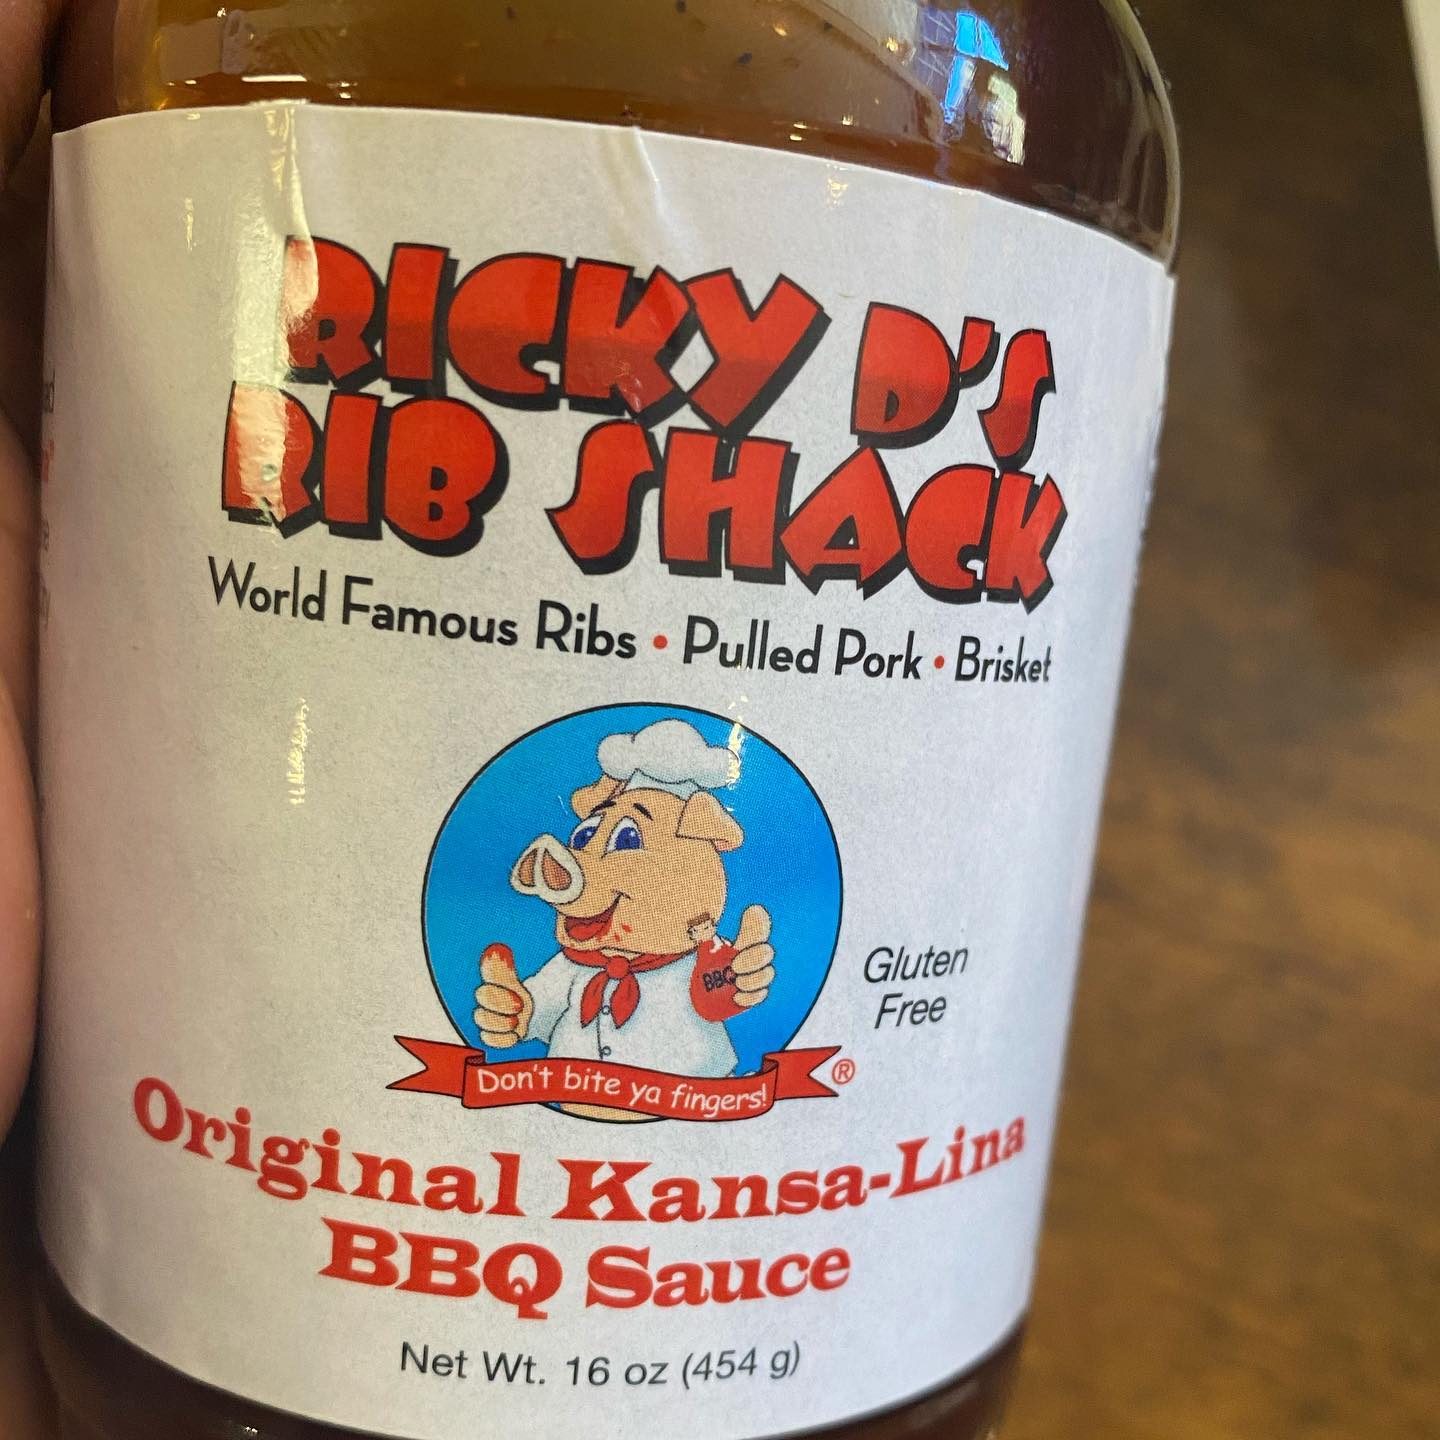 RICKY D'S
RIB SHACK
World Famous Ribs • Pulled Pork • Brisket
BBQ
Gluten
Free
Don't bite ya fingers!
®
Original Kansa-Lina
BBQ Sauce
Net Wt. 16 oz (454 g)